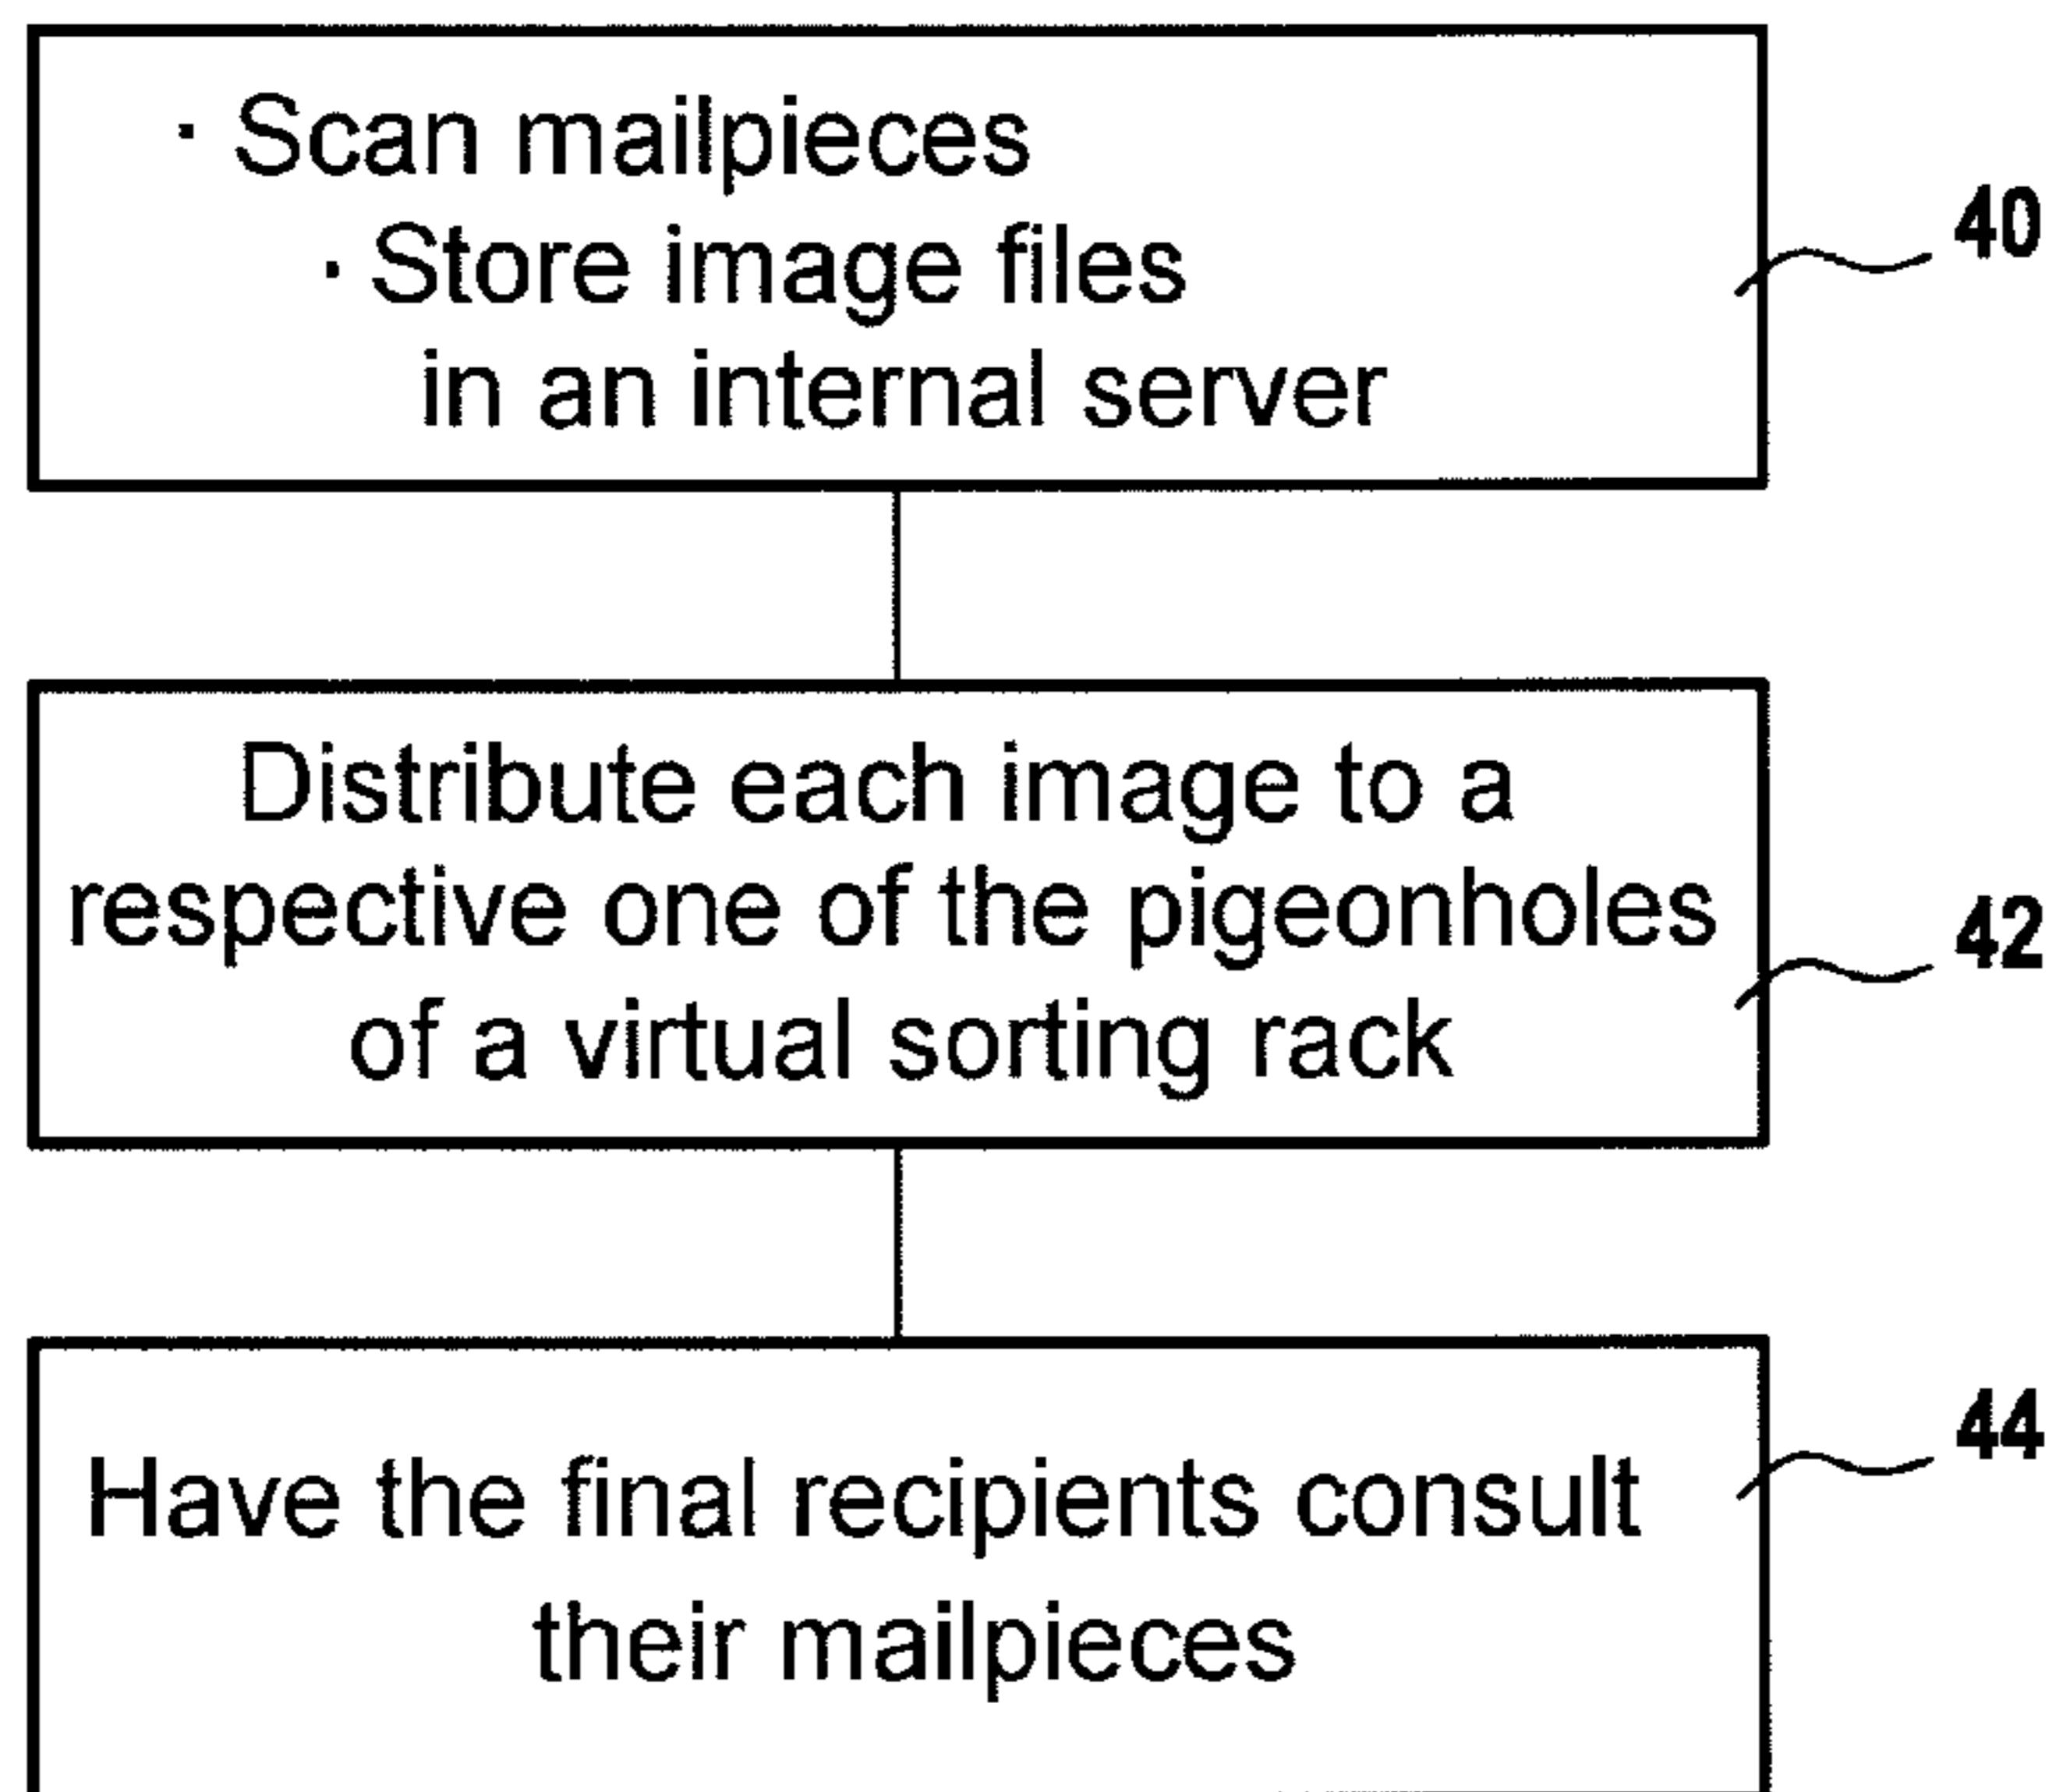 · Scan mailpieces
· Store image files
in an internal server
40
Distribute each image to a
respective one of the pigeonholes
of a virtual sorting rack
42
Have the final recipients consult
their mailpieces
44